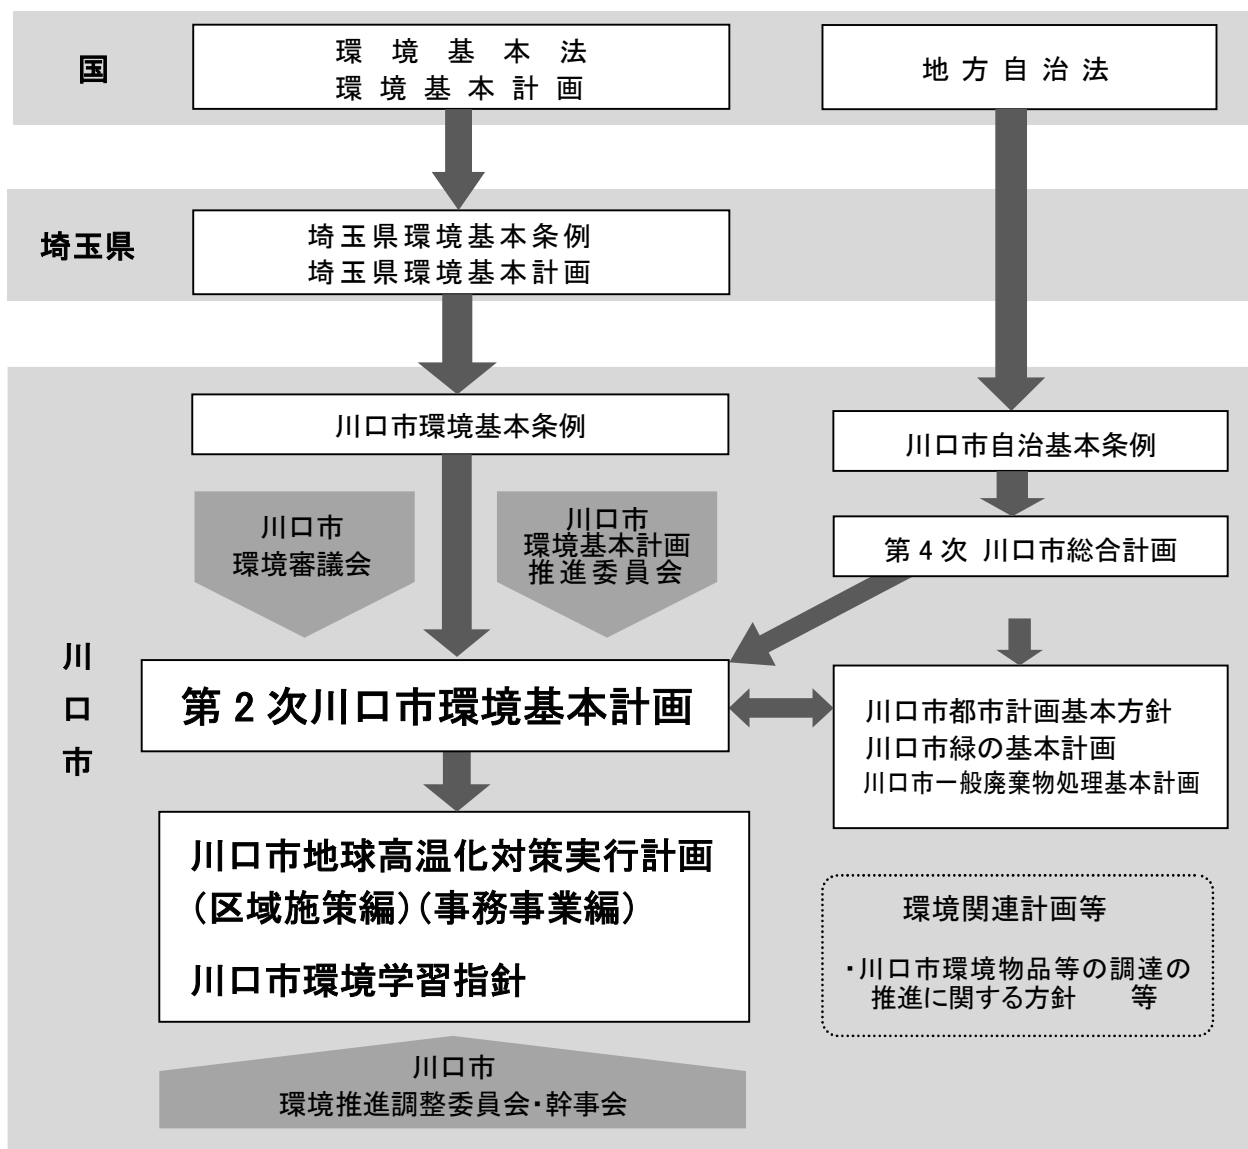 国
環境基本法
環境基本計画
地方自治法
埼玉県
埼玉県環境基本条例
埼玉県環境基本計画
川口市
川口市環境基本条例
川口市自治基本条例
川口市
環境審議会
川口市
環境基本計画
推進委員会
第4次 川口市総合計画
第2次川口市環境基本計画
川口市都市計画基本方針
川口市緑の基本計画
川口市一般廃棄物処理基本計画
川口市地球高温化対策実行計画
(区域施策編)(事務事業編)
川口市環境学習指針
環境関連計画等
・川口市環境物品等の調達の
推進に関する方針 等
川口市
環境推進調整委員会・幹事会